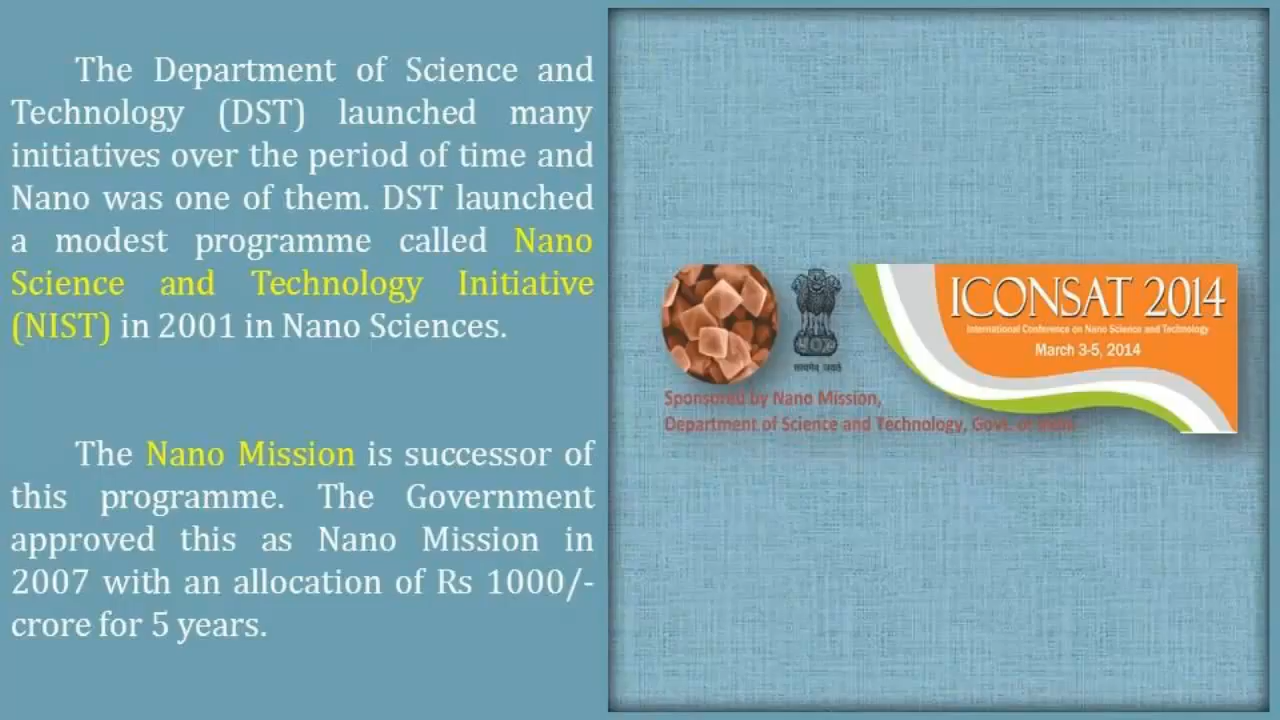 The Department of Science and
Technology (DST) launched many
initiatives over the period of time and
Nano was one of them. DST launched
a modest programme called Nano
Science and Technology Initiative
(NIST) in 2001 in Nano Sciences.
The Nano Mission is successor of
this programme. The Government
approved this as Nano Mission in
2007 with an allocation of Rs 1000/-
crore for 5 years.
ICONSAT 2014
International Conference on Nano Science and Technology
March 3-5, 2014
सत्यमेव जयते
Sponsored by Nano Mission,
Department of Science and Technology, Govt. of India